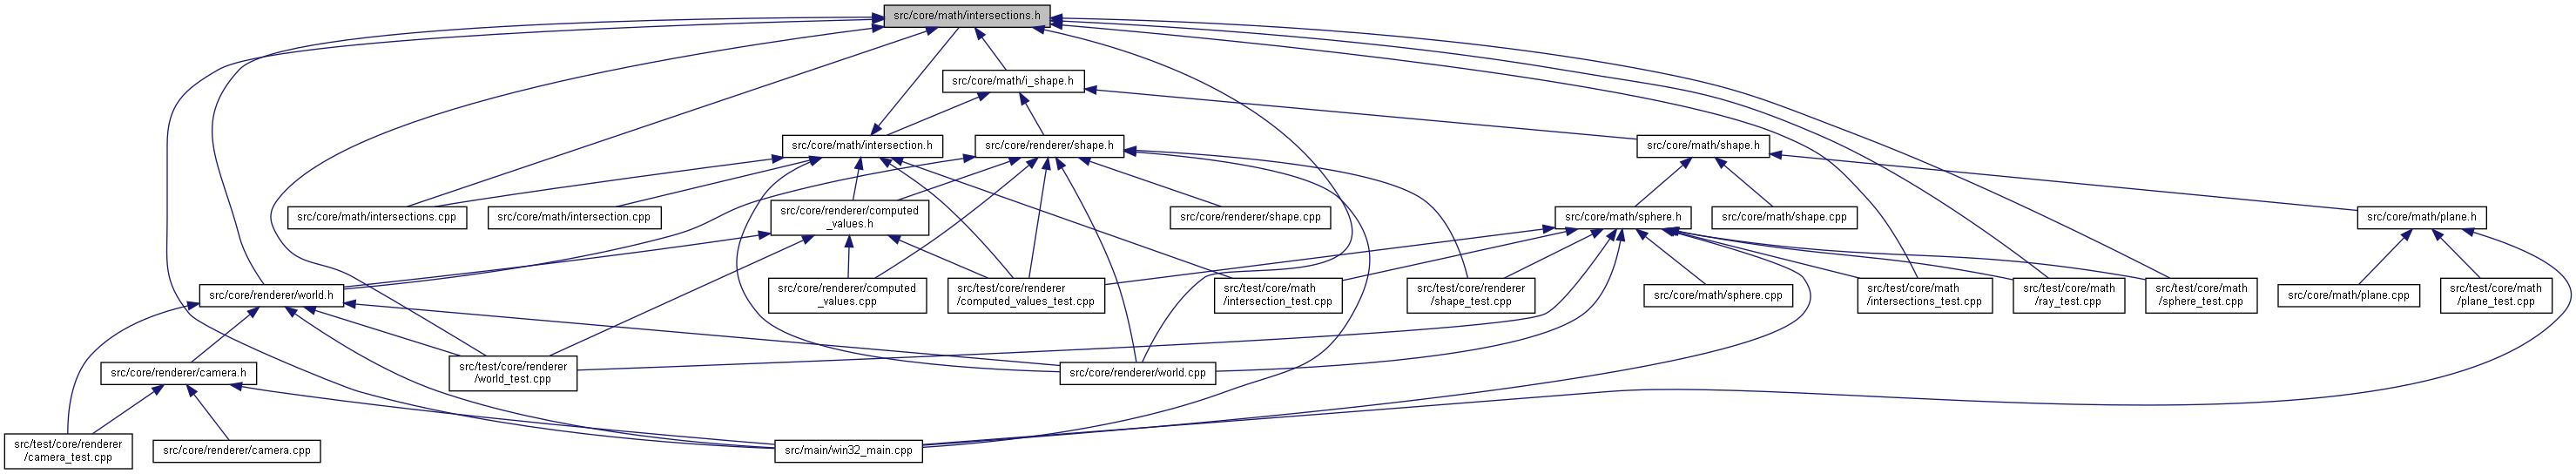 src/core/math/intersections.h
src/core/math/i_shape.h
src/core/math/intersection.h
src/core/renderer/shape.h
src/core/math/shape.h
src/core/math/intersections.cpp
src/core/math/intersection.cpp
src/core/renderer/computed
_values.h
src/core/renderer/shape.cpp
src/core/math/sphere.h
src/core/math/shape.cpp
src/core/math/plane.h
src/core/renderer/world.h
src/core/renderer/computed
_values.cpp
src/test/core/renderer
/computed_values_test.cpp
src/test/core/math
/intersection_test.cpp
src/test/core/renderer
/shape_test.cpp
src/core/math/sphere.cpp
src/test/core/math
/intersections_test.cpp
src/test/core/math
/ray_test.cpp
src/test/core/math
/sphere_test.cpp
src/core/math/plane.cpp
src/test/core/math
/plane_test.cpp
src/core/renderer/camera.h
src/test/core/renderer
/world_test.cpp
src/core/renderer/world.cpp
src/test/core/renderer
/camera_test.cpp
src/core/renderer/camera.cpp
src/main/win32_main.cpp